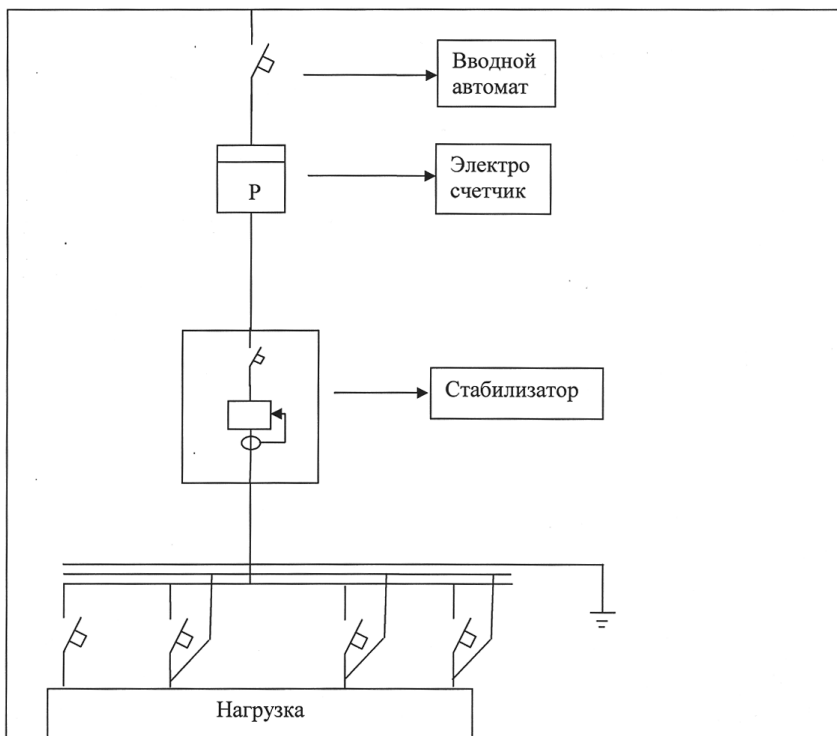 Вводной
автомат
Электро
счетчик
P
Стабилизатор
Нагрузка